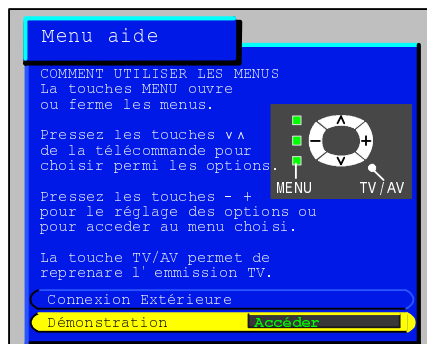 Menu aide
COMMENT UTILISER LES MENUS
La touches MENU ouvre
ou ferme les menus.
Pressez les touches ∨∧
de la télécommande pour
choisir permi les options.
Pressez les touches - +
pour le réglage des options ou
pour acceder au menu choisi.
La touche TV/AV permet de
reprenare l'emmission TV.
MENU TV/AV
Connexion Extérieure
Démonstration Accéder